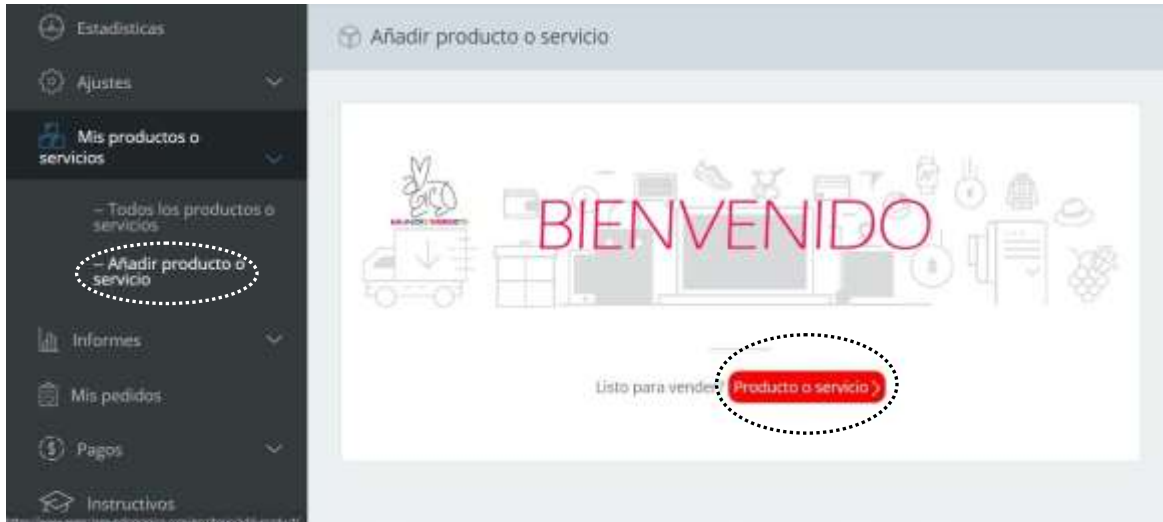 Estadísticas
Añadir producto o servicio
Ajustes
Mis productos o
servicios
– Todos los productos o
servicios
– Añadir producto o
servicio
Informes
Mis pedidos
Pagos
Instructivos
BIENVENIDO
Listo para vender?
Producto o servicio >